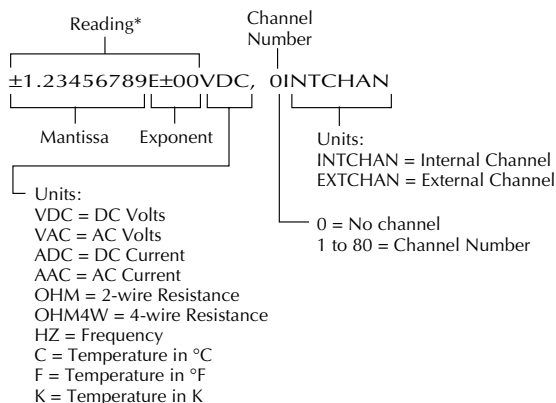 Channel
Number
Reading*
±1.23456789E±00VDC, 0INTCHAN
Mantissa
Exponent
Units:
INTCHAN = Internal Channel
EXTCHAN = External Channel
0 = No channel
1 to 80 = Channel Number
Units:
VDC = DC Volts
VAC = AC Volts
ADC = DC Current
AAC = AC Current
OHM = 2-wire Resistance
OHM4W = 4-wire Resistance
HZ = Frequency
C = Temperature in °C
F = Temperature in °F
K = Temperature in K